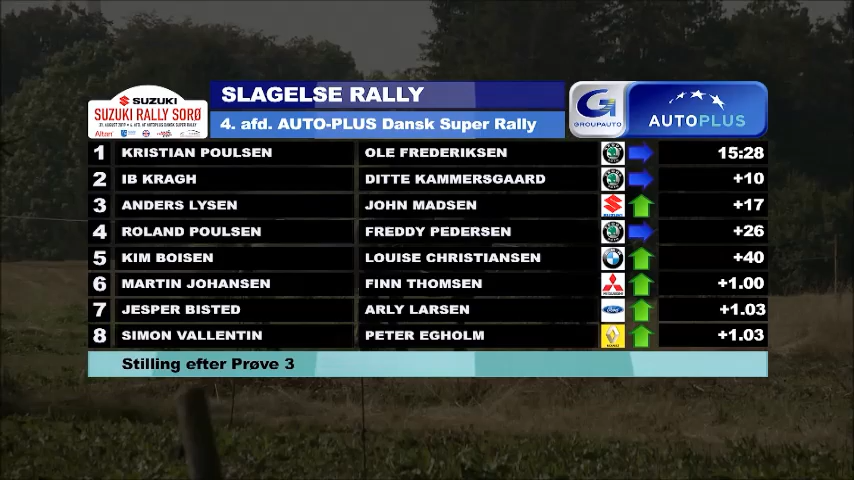 SUZUKI
SUZUKI RALLY SORØ
SLAGELSE RALLY
4. afd. AUTO-PLUS Dansk Super Rally
G
GROUPAUTO
AUTOPLUS
1 KRISTIAN POULSEN OLE FREDERIKSEN 15:28
2 IB KRAGH DITTE KAMMERSGAARD +10
3 ANDERS LYSEN JOHN MADSEN +17
4 ROLAND POULSEN FREDDY PEDERSEN +26
5 KIM BOISEN LOUISE CHRISTIANSEN +40
6 MARTIN JOHANSEN FINN THOMSEN +1.00
7 JESPER BISTED ARLY LARSEN Ford +1.03
8 SIMON VALLENTIN PETER EGHOLM +1.03
Stilling efter Prøve 3